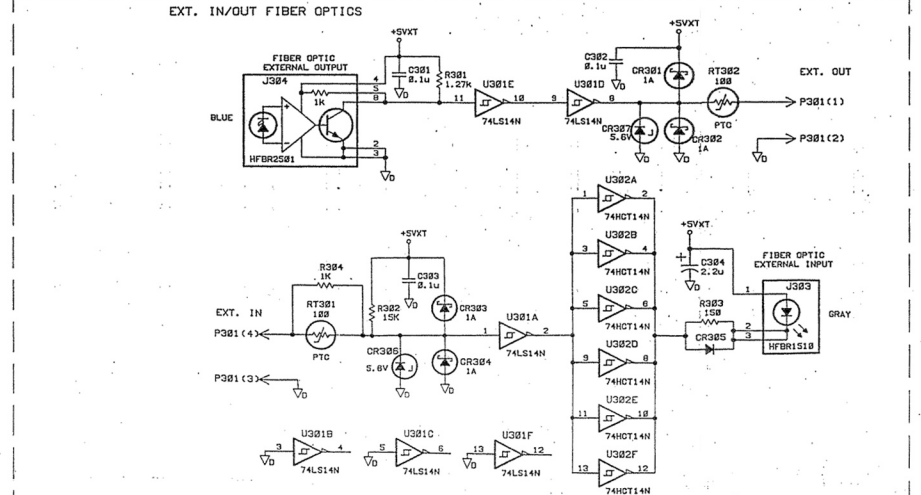 EXT. IN/OUT FIBER OPTICS
+5VXT
FIBER OPTIC
EXTERNAL OUTPUT
J304
4
5
8
1K
BLUE
2
3
HFBR2501
C301
0.1u
R301
1.27k
11
U301E
10
74LS14N
9
U301D
8
74LS14N
+5VXT
C302
0.1u
CR301
1A
RT302
100
PTC
CR307
5.6V
CR302
1A
EXT. OUT
P301(1)
P301(2)
D
D
D
D
D
D
U302A
1
2
74HCT14N
U302B
3
4
74HCT14N
U302C
5
6
74HCT14N
U302D
9
8
74HCT14N
U302E
11
10
74HCT14N
U302F
13
12
74HCT14N
R304
1K
EXT. IN
RT301
100
P301(4)
PTC
P301(3)
D
+5VXT
R302
15K
C303
0.1u
CR303
1A
CR306
5.6V
CR304
1A
D
D
D
1
U301A
2
74LS14N
+5VXT
+
C304
2.2u
D
R303
150
CR305
FIBER OPTIC
EXTERNAL INPUT
J303
1
2
3
GRAY
HFBR1510
3
U301B
4
74LS14N
D
5
U301C
6
74LS14N
D
13
U301F
12
74LS14N
D